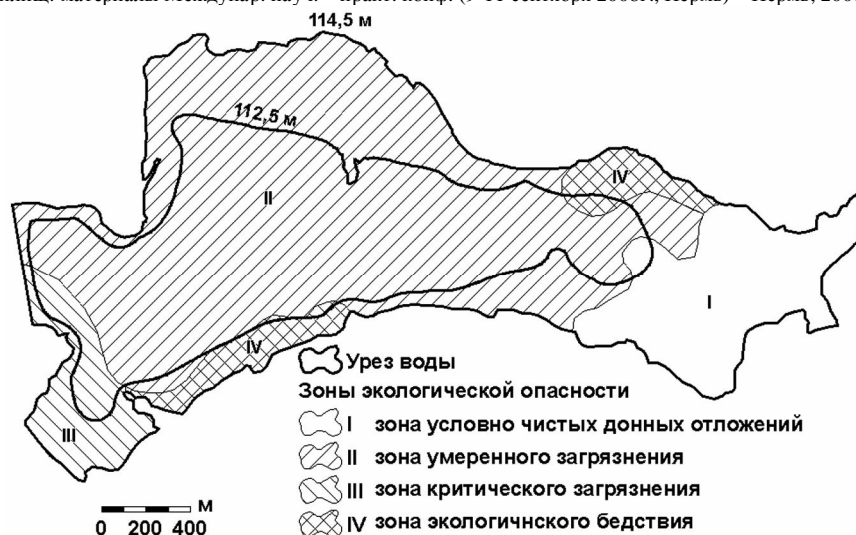 114,5 м
112,5 м
II
IV
I
IV
III
Урез воды
Зоны экологической опасности
I зона условно чистых донных отложений
II зона умеренного загрязнения
III зона критического загрязнения
IV зона экологичнского бедствия
м
0 200 400